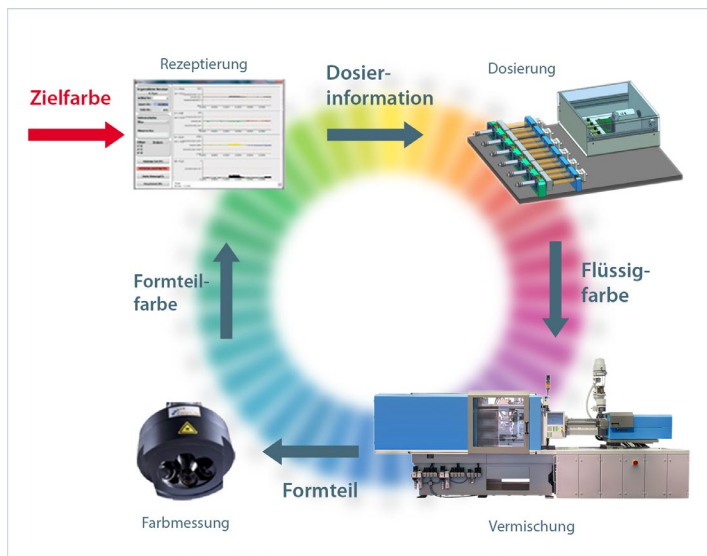 Rezeptierung
Zielfarbe
Dosier-
information
Dosierung
Flüssig-
farbe
Formteil-
farbe
Formteil
Farbmessung
Vermischung